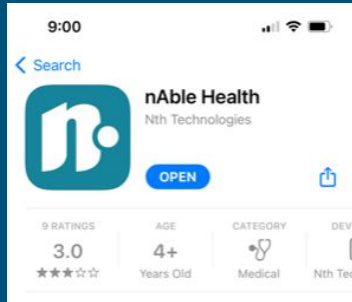 9:00
Search
n
nAble Health
Nth Technologies
OPEN
9 RATINGS
3.0
★★★☆☆
AGE
4+
Years Old
CATEGORY
Medical
DEV
Nth Tec